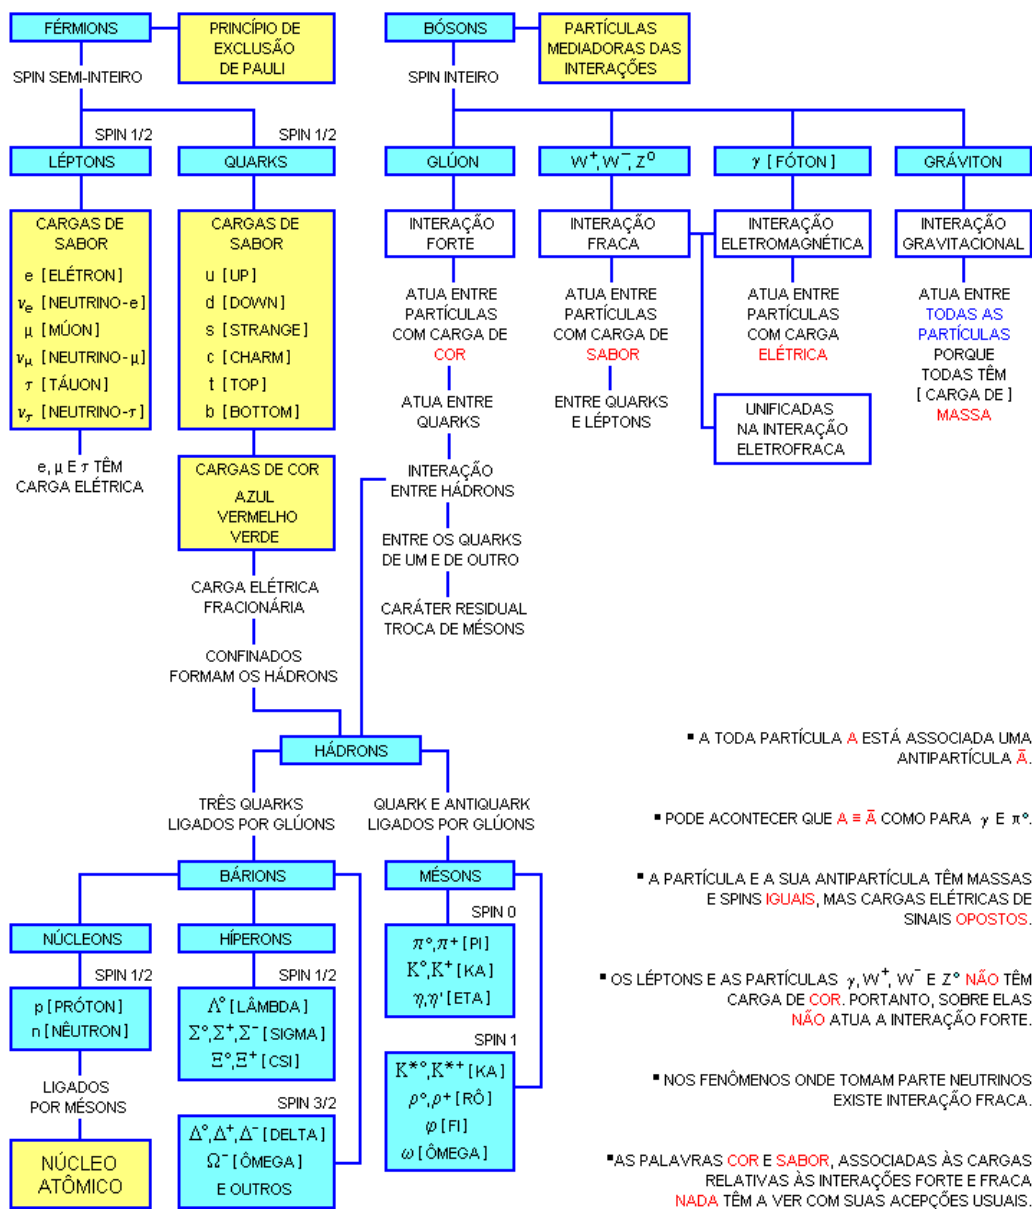 FÉRMIONS
PRINCÍPIO DE
EXCLUSÃO
DE PAULI
SPIN SEMI-INTEIRO
BÓSONS
PARTÍCULAS
MEDIADORAS DAS
INTERAÇÕES
SPIN INTEIRO
SPIN 1/2
LÉPTONS
CARGAS DE
SABOR
e [ELÉTRON]
νe [NEUTRINO-e]
μ [MÚON]
νμ [NEUTRINO-μ]
τ [TÁUON]
ντ [NEUTRINO-τ]
e, μ E τ TÊM
CARGA ELÉTRICA
SPIN 1/2
QUARKS
CARGAS DE
SABOR
u [UP]
d [DOWN]
s [STRANGE]
c [CHARM]
t [TOP]
b [BOTTOM]
CARGAS DE COR
AZUL
VERMELHO
VERDE
CARGA ELÉTRICA
FRACIONÁRIA
CONFINADOS
FORMAM OS HÁDRONS
GLÚON
INTERAÇÃO
FORTE
ATUA ENTRE
PARTÍCULAS
COM CARGA DE
COR
ATUA ENTRE
QUARKS
INTERAÇÃO
ENTRE HÁDRONS
ENTRE OS QUARKS
DE UM E DE OUTRO
CARÁTER RESIDUAL
TROCA DE MÉSONS
W⁺, W⁻, Z⁰
INTERAÇÃO
FRACA
ATUA ENTRE
PARTÍCULAS
COM CARGA DE
SABOR
ENTRE QUARKS
E LÉPTONS
γ [FÓTON]
INTERAÇÃO
ELETROMAGNÉTICA
ATUA ENTRE
PARTÍCULAS
COM CARGA
ELÉTRICA
UNIFICADAS
NA INTERAÇÃO
ELETROFRACA
GRÁVITON
INTERAÇÃO
GRAVITACIONAL
ATUA ENTRE
TODAS AS
PARTÍCULAS
PORQUE
TODAS TÊM
[CARGA DE]
MASSA
HÁDRONS
TRÊS QUARKS
LIGADOS POR GLÚONS
QUARK E ANTIQUARK
LIGADOS POR GLÚONS
BÁRIONS
MÉSONS
NÚCLEONS
SPIN 1/2
p [PRÓTON]
n [NÊUTRON]
LIGADOS
POR MÉSONS
NÚCLEO
ATÔMICO
HÍPERONS
SPIN 1/2
Λ⁰ [LÂMBDA]
Σ⁰,Σ⁺,Σ⁻ [SIGMA]
Ξ⁰,Ξ⁺ [CSI]
SPIN 3/2
Δ⁰,Δ⁺,Δ⁻ [DELTA]
Ω⁻ [ÔMEGA]
E OUTROS
SPIN 0
π⁰,π⁺ [PI]
K⁰,K⁺ [KA]
η,η' [ETA]
SPIN 1
K*⁰,K*⁺ [KA]
ρ⁰,ρ⁺ [RÔ]
φ [FI]
ω [ÔMEGA]
▪ A TODA PARTÍCULA A ESTÁ ASSOCIADA UMA
ANTIPARTÍCULA Ā.
▪ PODE ACONTECER QUE A ≡ Ā COMO PARA γ E π⁰.
▪ A PARTÍCULA E A SUA ANTIPARTÍCULA TÊM MASSAS
E SPINS IGUAIS, MAS CARGAS ELÉTRICAS DE
SINAIS OPOSTOS.
▪ OS LÉPTONS E AS PARTÍCULAS γ, W⁺, W⁻ E Z⁰ NÃO TÊM
CARGA DE COR. PORTANTO, SOBRE ELAS
NÃO ATUA A INTERAÇÃO FORTE.
▪ NOS FENÔMENOS ONDE TOMAM PARTE NEUTRINOS
EXISTE INTERAÇÃO FRACA.
▪ AS PALAVRAS COR E SABOR, ASSOCIADAS ÀS CARGAS
RELATIVAS ÀS INTERAÇÕES FORTE E FRACA
NADA TÊM A VER COM SUAS ACEPÇÕES USUAIS.